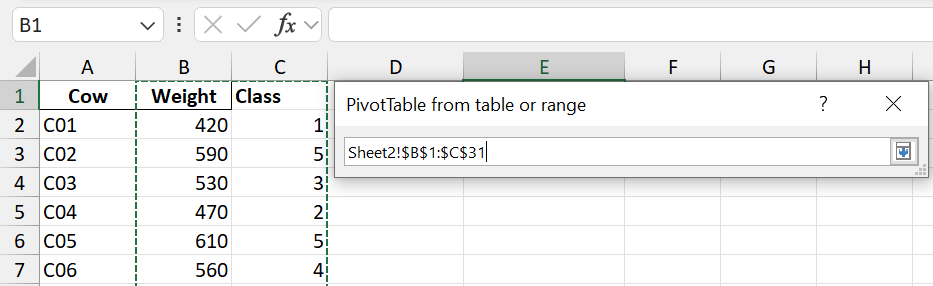 B1 fx
A B C D E F G H
1 Cow Weight Class
PivotTable from table or range ?
2 C01 420 1
Sheet2!$B$1:$C$31
3 C02 590 5
4 C03 530 3
5 C04 470 2
6 C05 610 5
7 C06 560 4